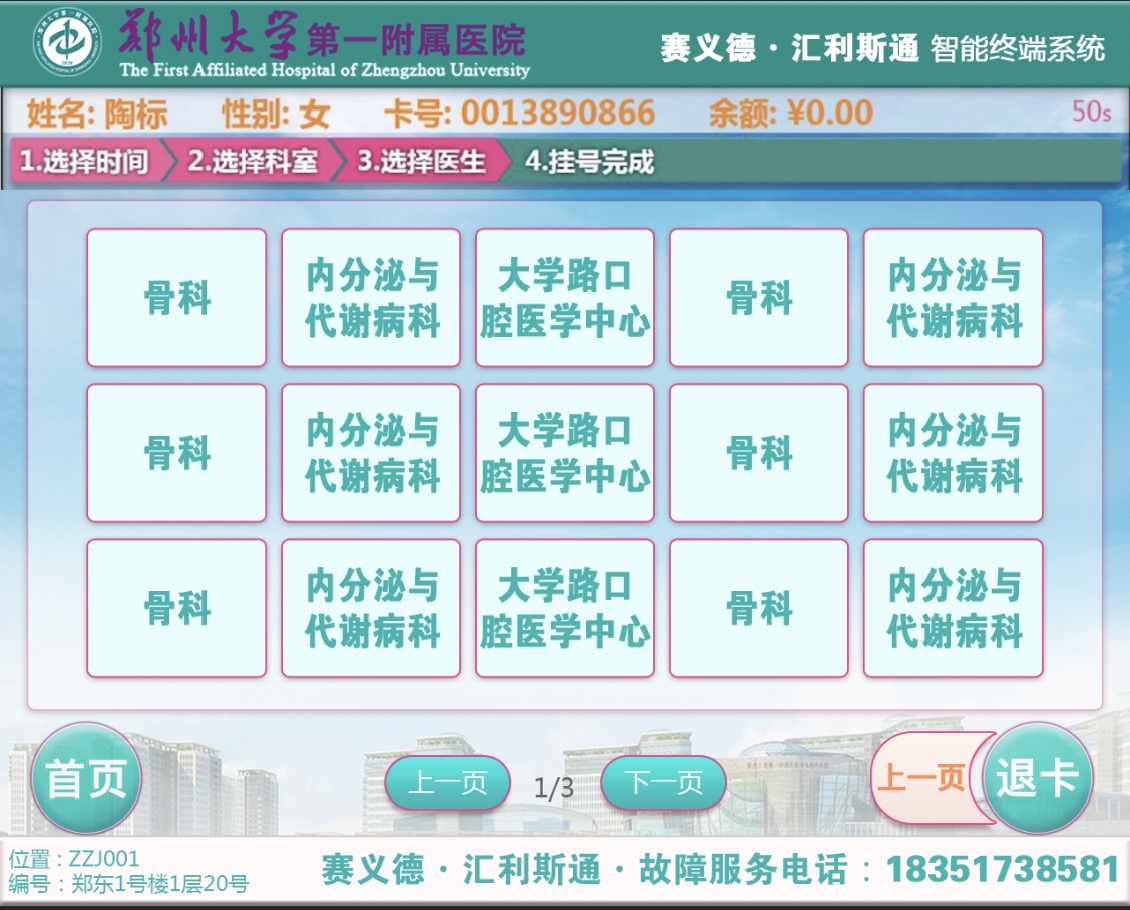 郑州大学第一附属医院
The First Affiliated Hospital of Zhengzhou University
赛义德·汇利斯通 智能终端系统
姓名: 陶标 性别: 女 卡号: 0013890866 余额: ¥0.00 50s
1.选择时间 2.选择科室 3.选择医生 4.挂号完成
骨科
内分泌与
代谢病科
大学路口
腔医学中心
骨科
内分泌与
代谢病科
骨科
内分泌与
代谢病科
大学路口
腔医学中心
骨科
内分泌与
代谢病科
骨科
内分泌与
代谢病科
大学路口
腔医学中心
骨科
内分泌与
代谢病科
首页
上一页
1/3
下一页
上一页
退卡
位置 : ZZJ001
编号 : 郑东1号楼1层20号
赛义德·汇利斯通·故障服务电话：18351738581